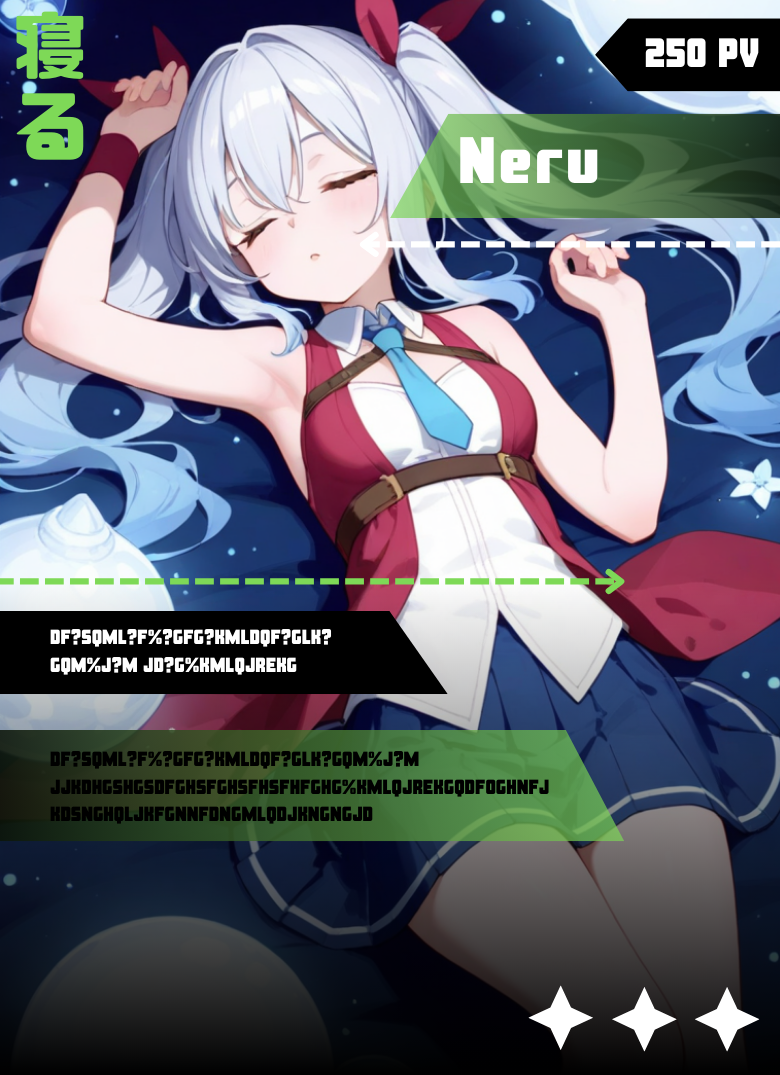 寝る
250 PV
Neru
DF?SQML?F%?GFG?KMLDQF?GLK?
GQM%J?M JD?G%KMLQJREKG
DF?SQML?F%?GFG?KMLDQF?GLK?GQM%J?M
JJKDHGSHGSDFGHSFGHSFHSFHFGHG%KMLQJREKGQDFOGHNFJ
KDSNGHQLJKFGNNFDNGMLQDJKNGNGJD